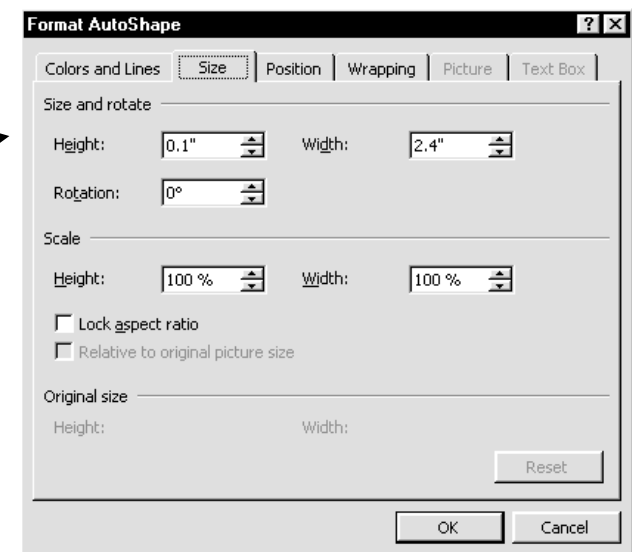 Format AutoShape ? ×
Colors and Lines Size Position Wrapping Picture Text Box
Size and rotate
Height: 0.1" Width: 2.4"
Rotation: 0°
Scale
Height: 100 % Width: 100 %
Lock aspect ratio
Relative to original picture size
Original size
Height: Width:
Reset
OK Cancel